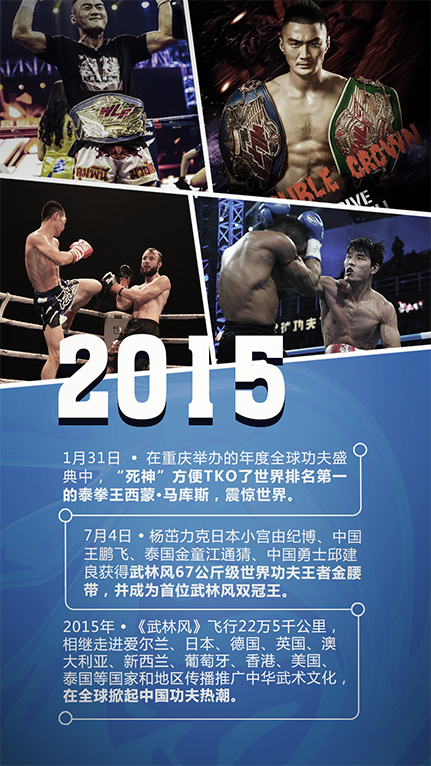 WLF
DOUBLE CROWN
2015
1月31日 • 在重庆举办的年度全球功夫盛
典中，“死神”方便TKO了世界排名第一
的泰拳王西蒙•马库斯，震惊世界。
7月4日 • 杨茁力克日本小宫由纪博、中国
王鹏飞、泰国金童江通猜、中国勇士邱建
良获得武林风67公斤级世界功夫王者金腰
带，并成为首位武林风双冠王。
2015年 • 《武林风》飞行22万5千公里，
相继走进爱尔兰、日本、德国、英国、澳
大利亚、新西兰、葡萄牙、香港、美国、
泰国等国家和地区传播推广中华武术文化，
在全球掀起中国功夫热潮。